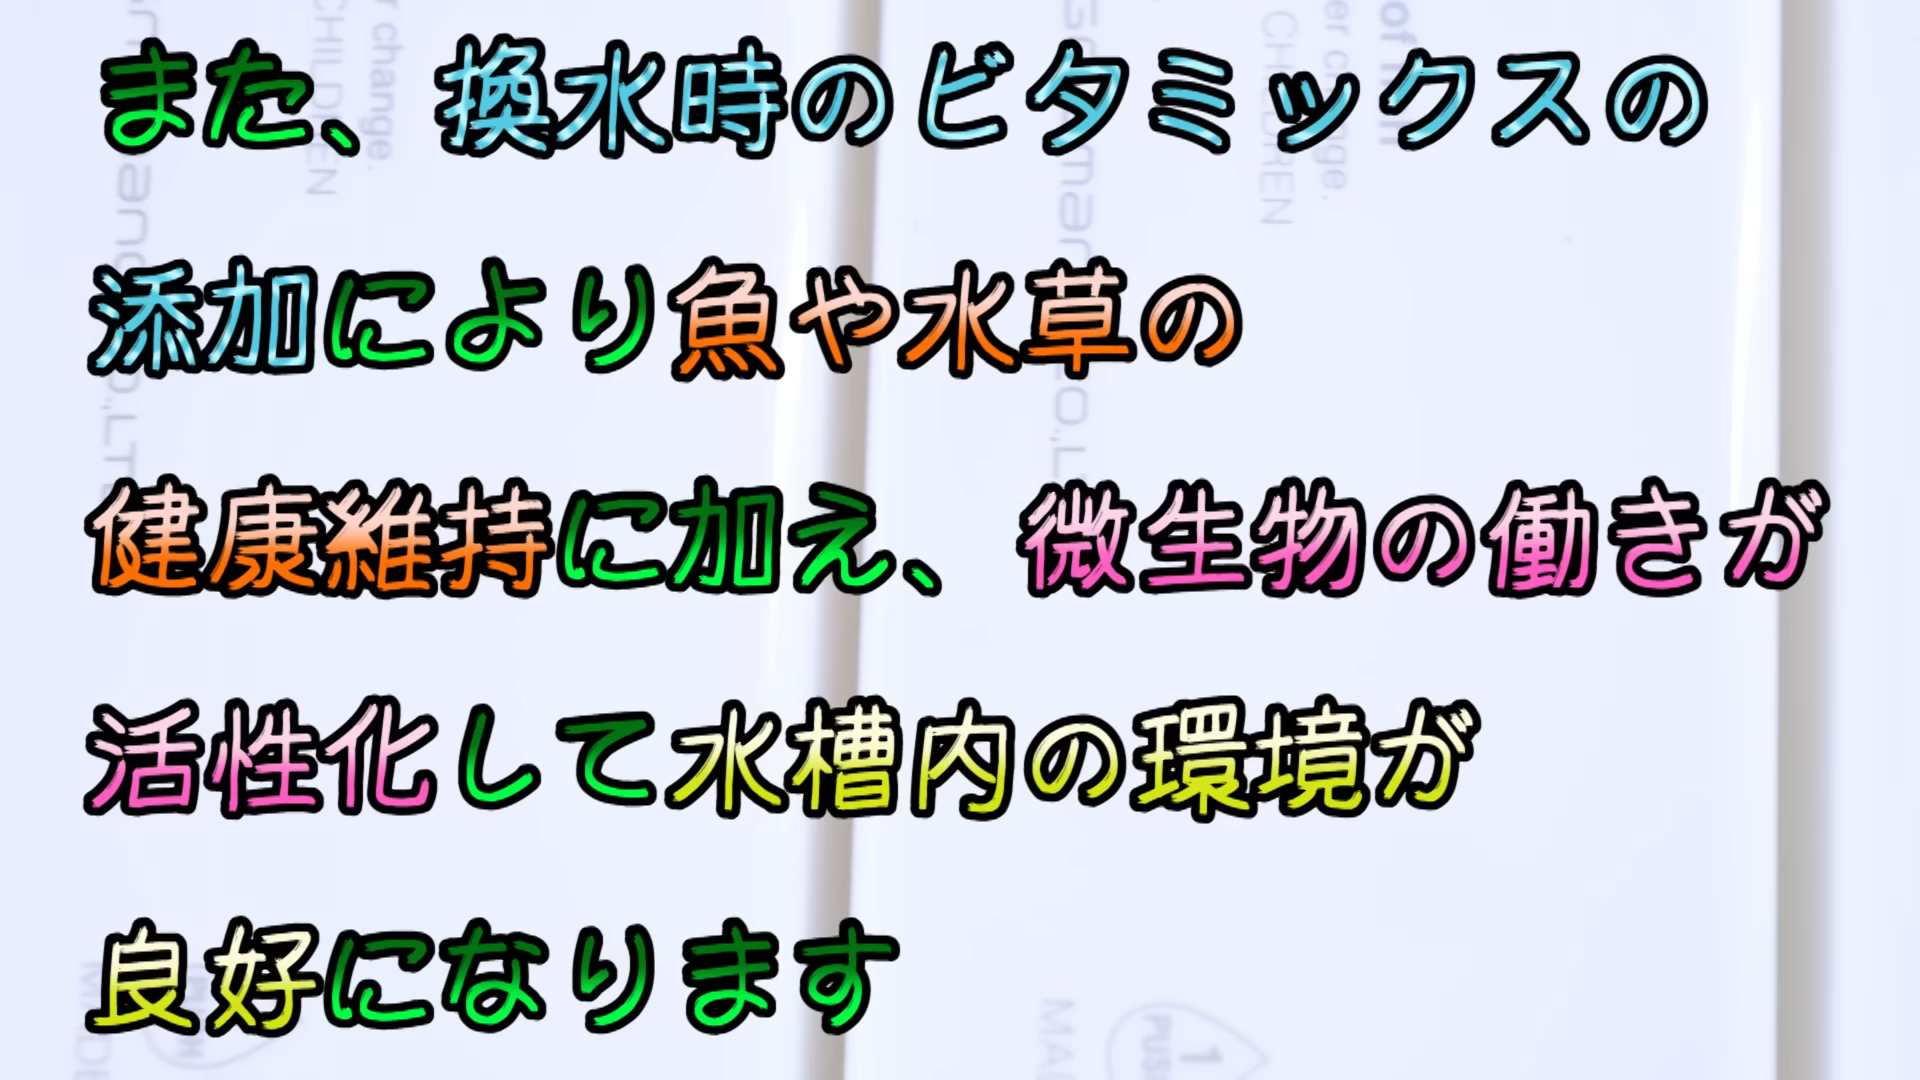 また、換水時のビタミックスの
添加により魚や水草の
健康維持に加え、微生物の働きが
活性化して水槽内の環境が
良好になります